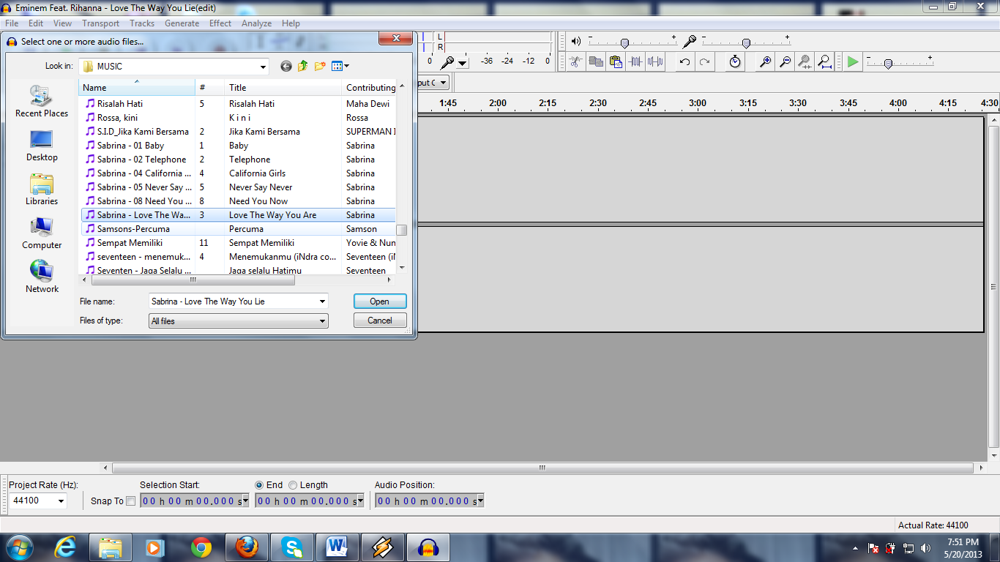 Eminem Feat. Rihanna - Love The Way You Lie(edit)
File Edit View Transport Tracks Generate Effect Analyze Help
Select one or more audio files...
Look in: MUSIC
Recent Places
Desktop
Libraries
Computer
Network
Name # Title Contributing
Risalah Hati 5 Risalah Hati Maha Dewi
Rossa, kini K i n i Rossa
S.I.D_Jika Kami Bersama 2 Jika Kami Bersama SUPERMAN I
Sabrina - 01 Baby 1 Baby Sabrina
Sabrina - 02 Telephone 2 Telephone Sabrina
Sabrina - 04 California ... 4 California Girls Sabrina
Sabrina - 05 Never Say ... 5 Never Say Never Sabrina
Sabrina - 08 Need You ... 8 Need You Now Sabrina
Sabrina - Love The Wa... 3 Love The Way You Are Sabrina
Samsons-Percuma Percuma Samson
Sempat Memiliki 11 Sempat Memiliki Yovie & Nun
seventeen - menemuk... 4 Menemukanmu (iNdra co... Seventeen (iN
Seventen - Jaga Selalu ... Jaga selalu Hatimu Seventeen
File name: Sabrina - Love The Way You Lie Open
Files of type: All files Cancel
L
R
0 -36 -24 -12 0
put C
1:45 2:00 2:15 2:30 2:45 3:00 3:15 3:30 3:45 4:00 4:15 4:30
Project Rate (Hz): Selection Start: End Length Audio Position:
44100 Snap To 00 h 00 m 00.000 s 00 h 00 m 00.000 s 00 h 00 m 00.000 s
Actual Rate: 44100
7:51 PM
5/20/2013